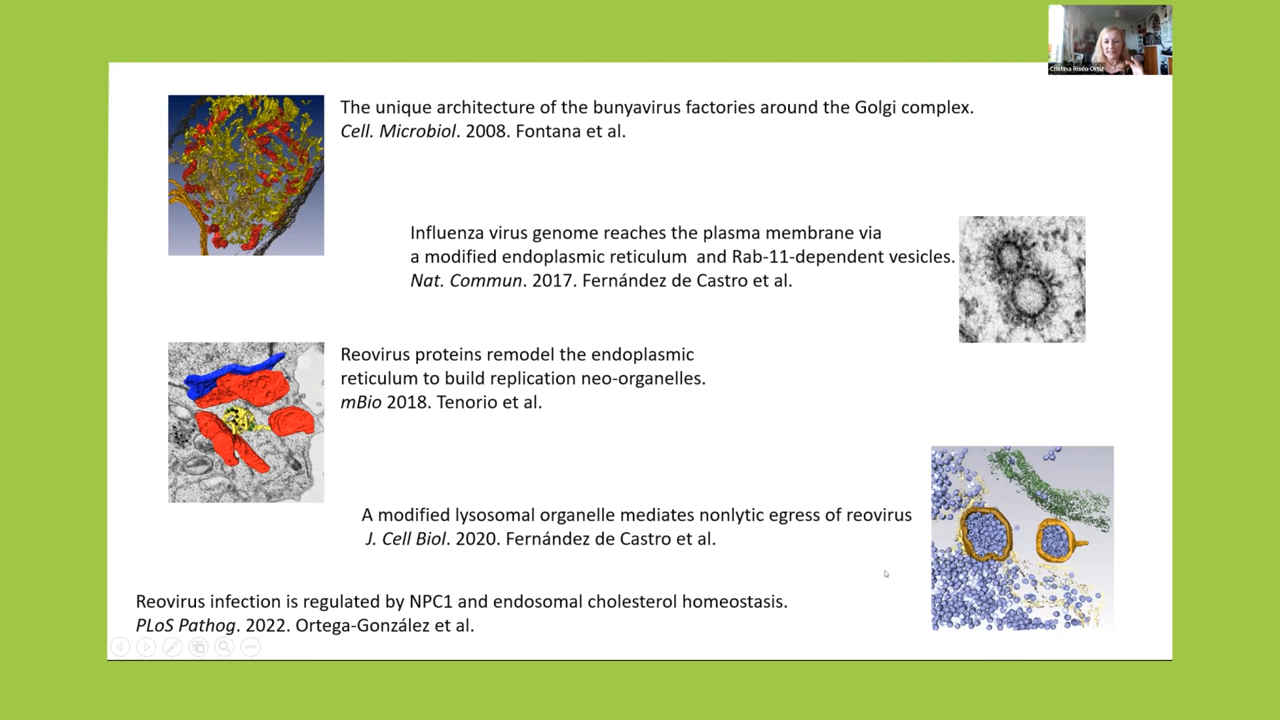 Cristina Risco Ortiz
The unique architecture of the bunyavirus factories around the Golgi complex.
Cell. Microbiol. 2008. Fontana et al.
Influenza virus genome reaches the plasma membrane via
a modified endoplasmic reticulum and Rab-11-dependent vesicles.
Nat. Commun. 2017. Fernández de Castro et al.
Reovirus proteins remodel the endoplasmic
reticulum to build replication neo-organelles.
mBio 2018. Tenorio et al.
A modified lysosomal organelle mediates nonlytic egress of reovirus
J. Cell Biol. 2020. Fernández de Castro et al.
Reovirus infection is regulated by NPC1 and endosomal cholesterol homeostasis.
PLoS Pathog. 2022. Ortega-González et al.